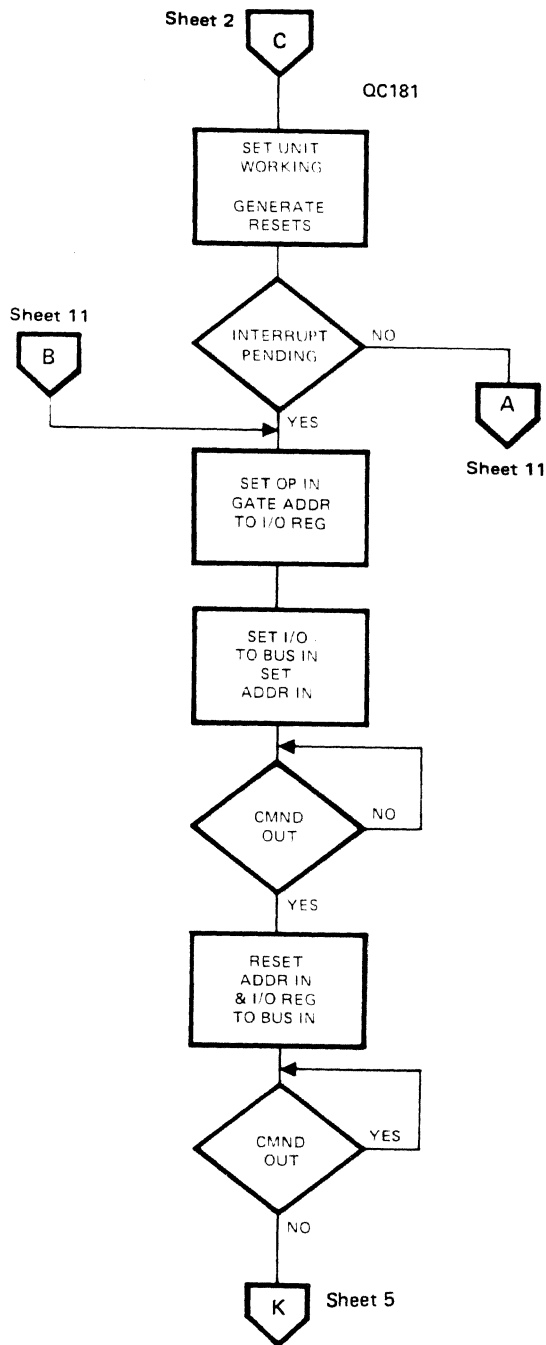 Sheet 2
C
QC181
SET UNIT
WORKING
GENERATE
RESETS
INTERRUPT
PENDING
NO
Sheet 11
B
YES
A
Sheet 11
SET OP IN
GATE ADDR
TO I/O REG
SET I/O
TO BUS IN
SET
ADDR IN
CMND
OUT
NO
YES
RESET
ADDR IN
& I/O REG
TO BUS IN
CMND
OUT
YES
NO
K
Sheet 5